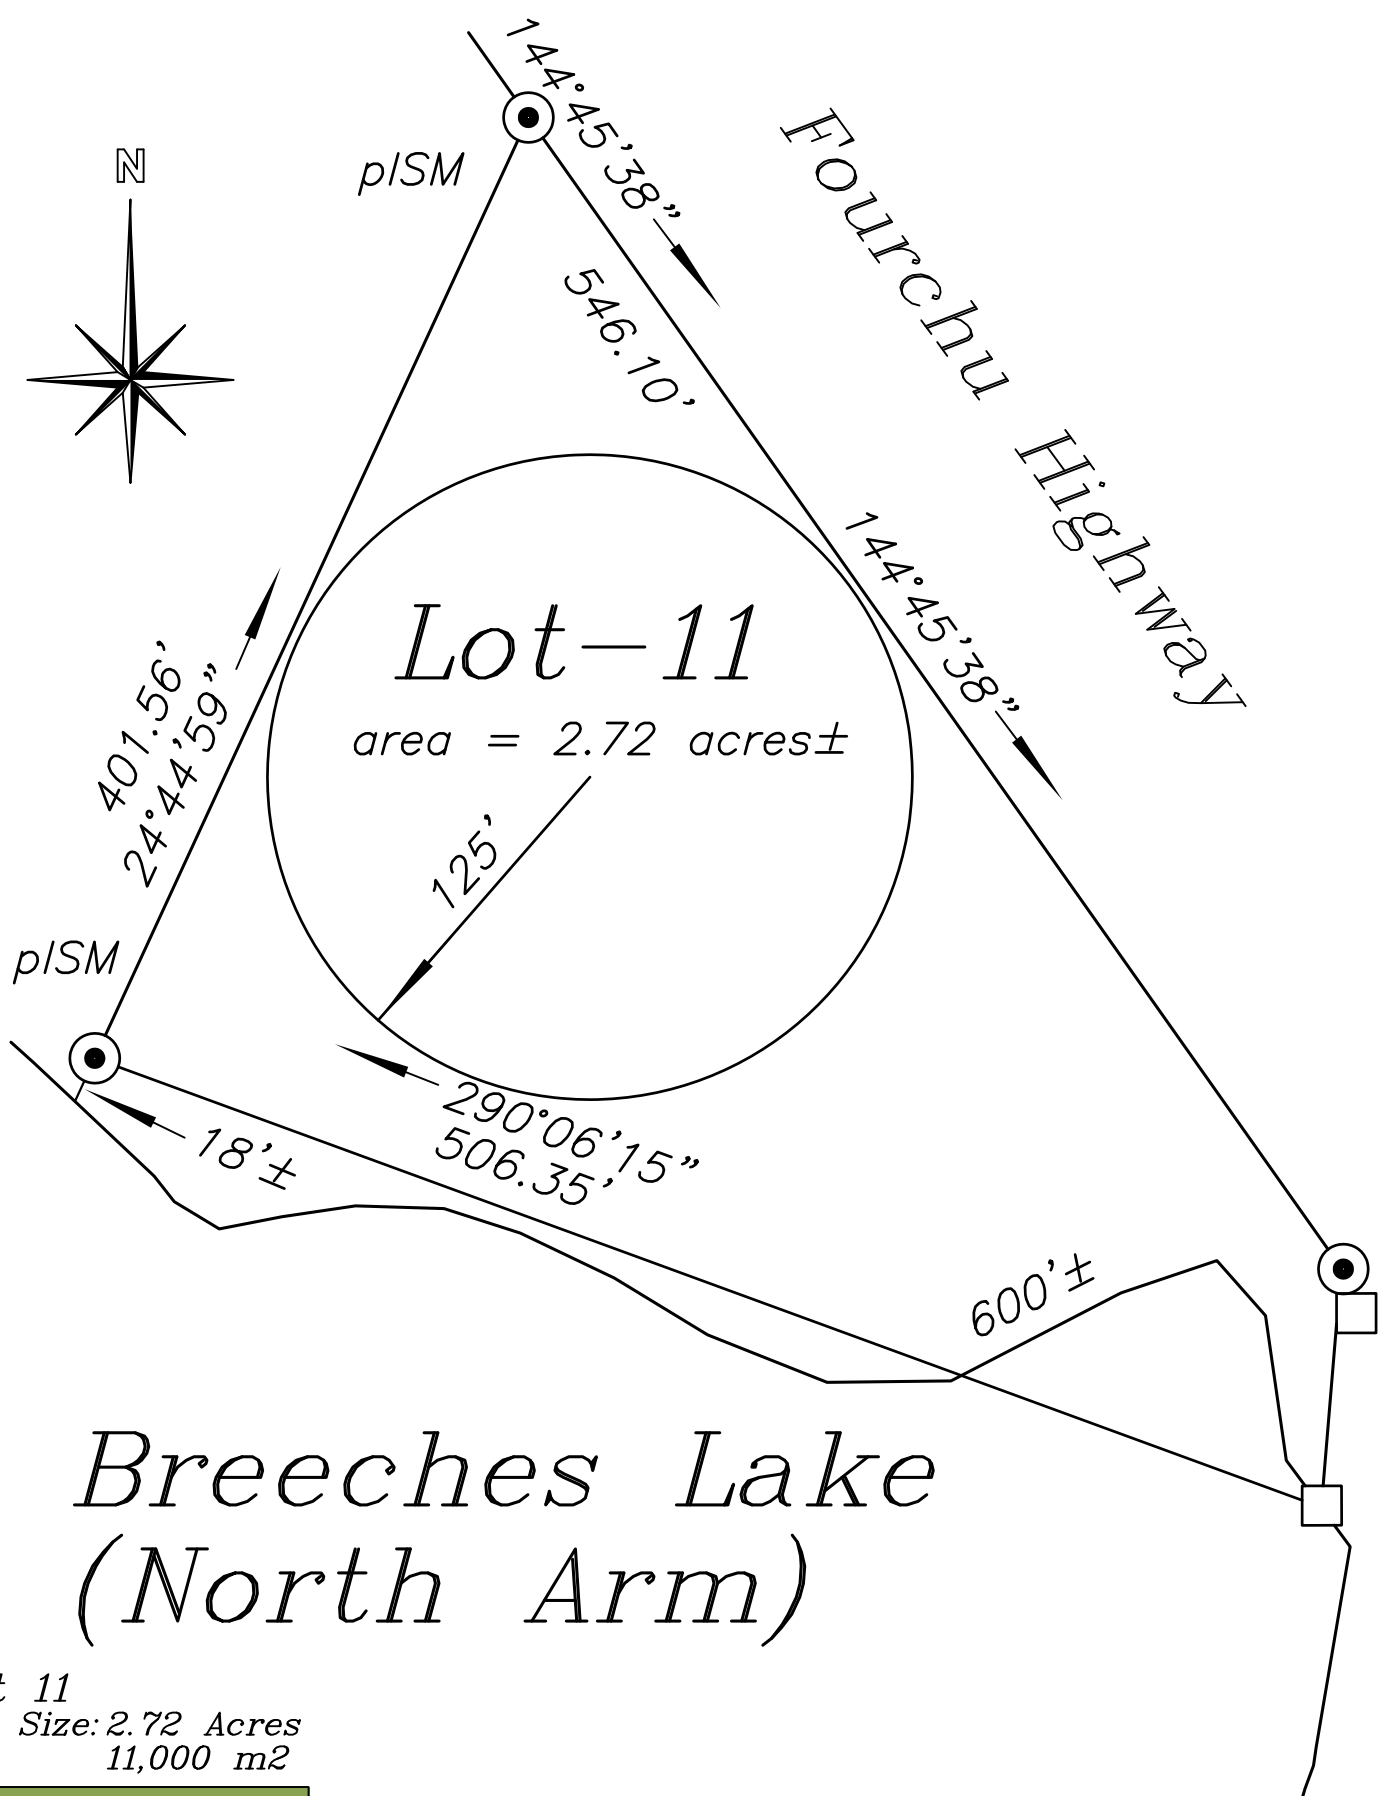 N
plSM
144°45'38"
546.10'
Fourchu Highway
144°45'38"
401.56'
24°44'59"
Lot-11
area = 2.72 acres±
125'
plSM
18'±
290°06'15"
506.35'
600'±
Breeches Lake
(North Arm)
t 11
Size: 2.72 Acres
11,000 m2